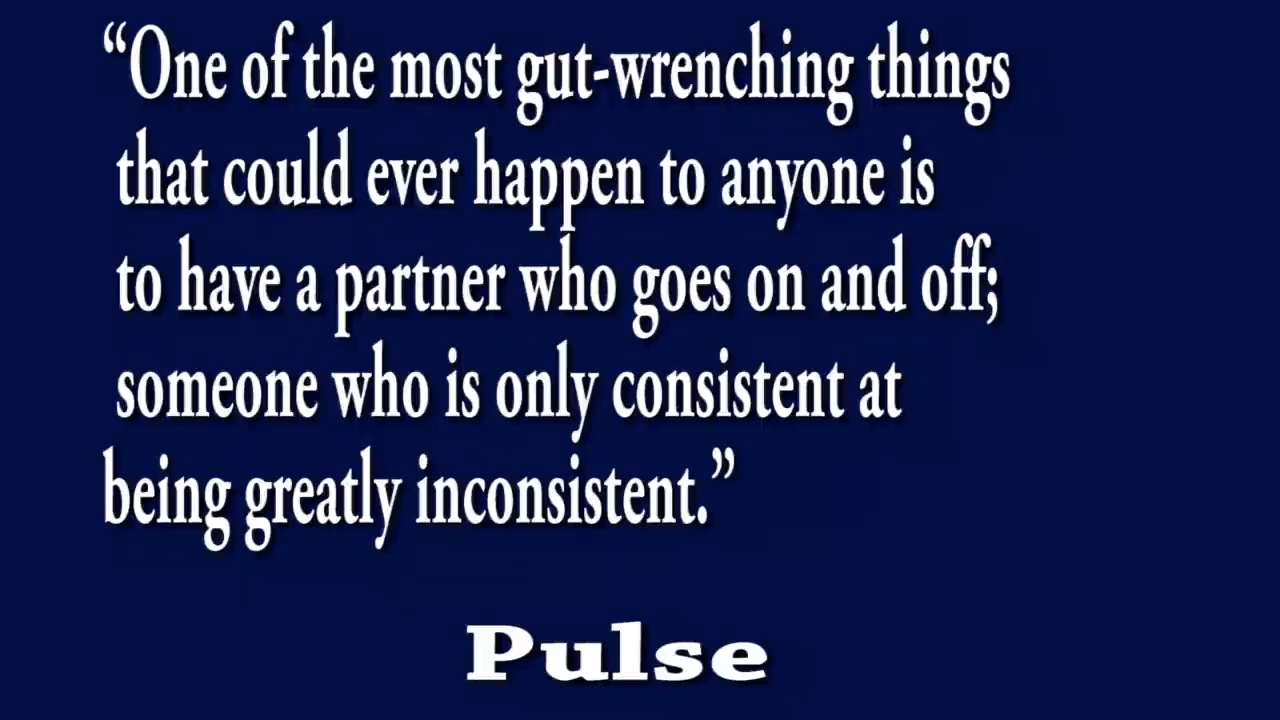 “One of the most gut-wrenching things
that could ever happen to anyone is
to have a partner who goes on and off;
someone who is only consistent at
being greatly inconsistent.”
Pulse